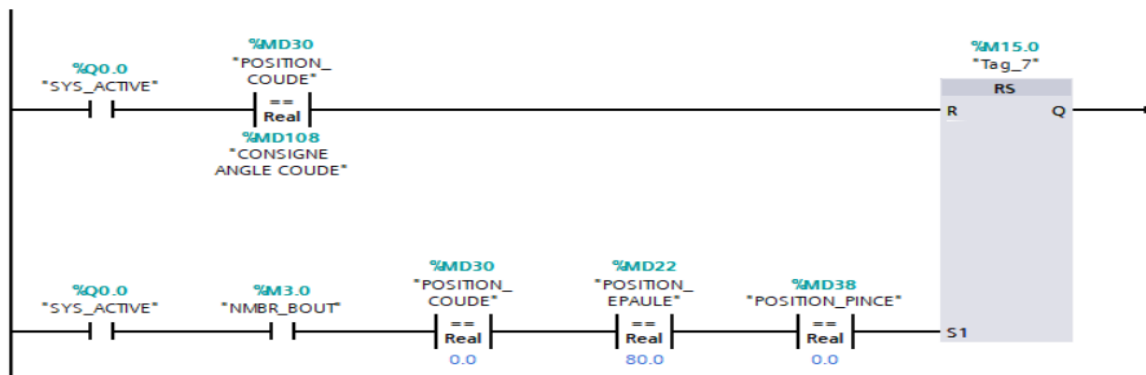 %MD30
"POSITION_
COUDE"
%M15.0
"Tag_7"
%Q0.0
"SYS_ACTIVE"
==
Real
RS
R
Q
%MD108
"CONSIGNE
ANGLE COUDE"
%Q0.0
"SYS_ACTIVE"
%M3.0
"NMBR_BOUT"
%MD30
"POSITION_
COUDE"
==
Real
0.0
%MD22
"POSITION_
EPAULE"
==
Real
80.0
%MD38
"POSITION_PINCE"
==
Real
0.0
S1